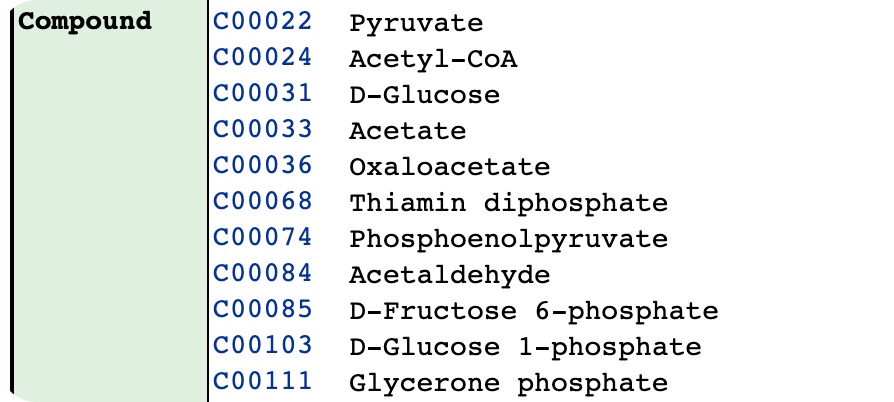 Compound C00022 Pyruvate
C00024 Acetyl-CoA
C00031 D-Glucose
C00033 Acetate
C00036 Oxaloacetate
C00068 Thiamin diphosphate
C00074 Phosphoenolpyruvate
C00084 Acetaldehyde
C00085 D-Fructose 6-phosphate
C00103 D-Glucose 1-phosphate
C00111 Glycerone phosphate